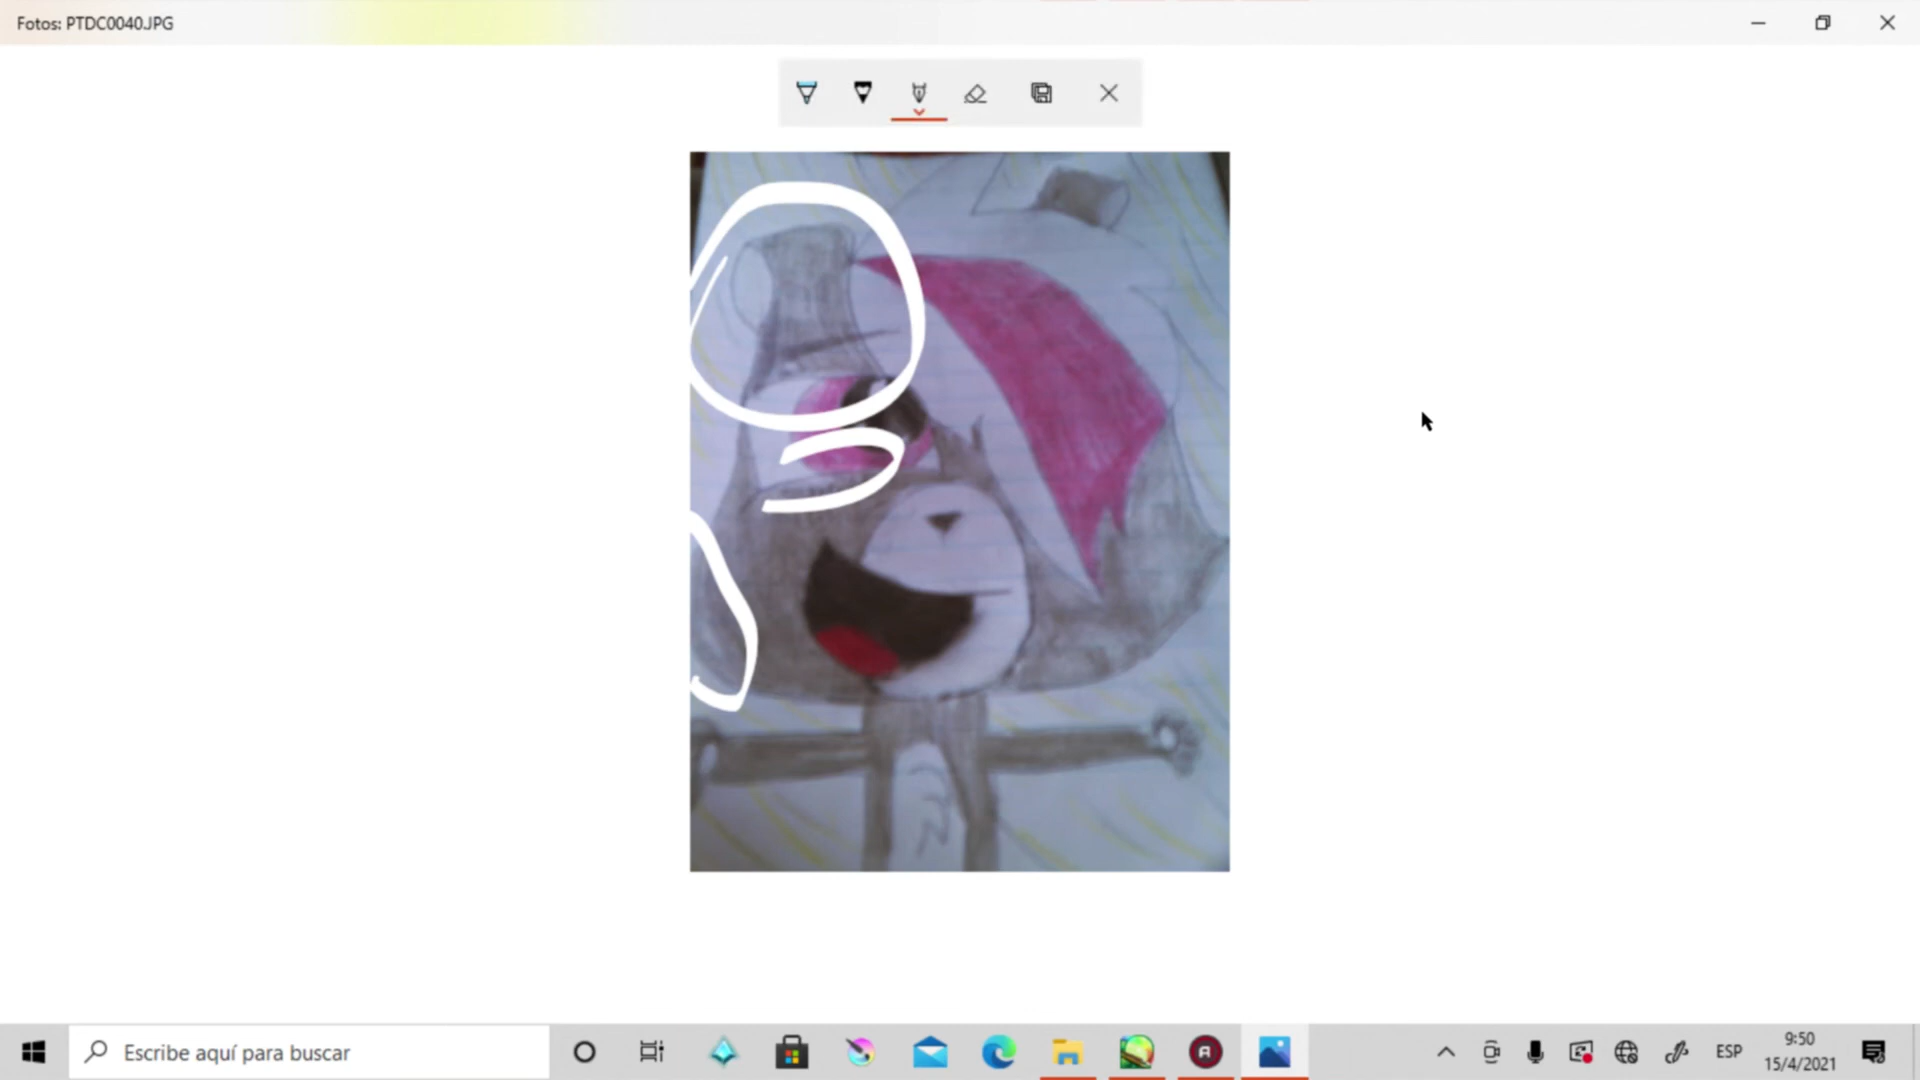 Fotos: PTDC0040.JPG
Escribe aquí para buscar
ESP
9:50
15/4/2021